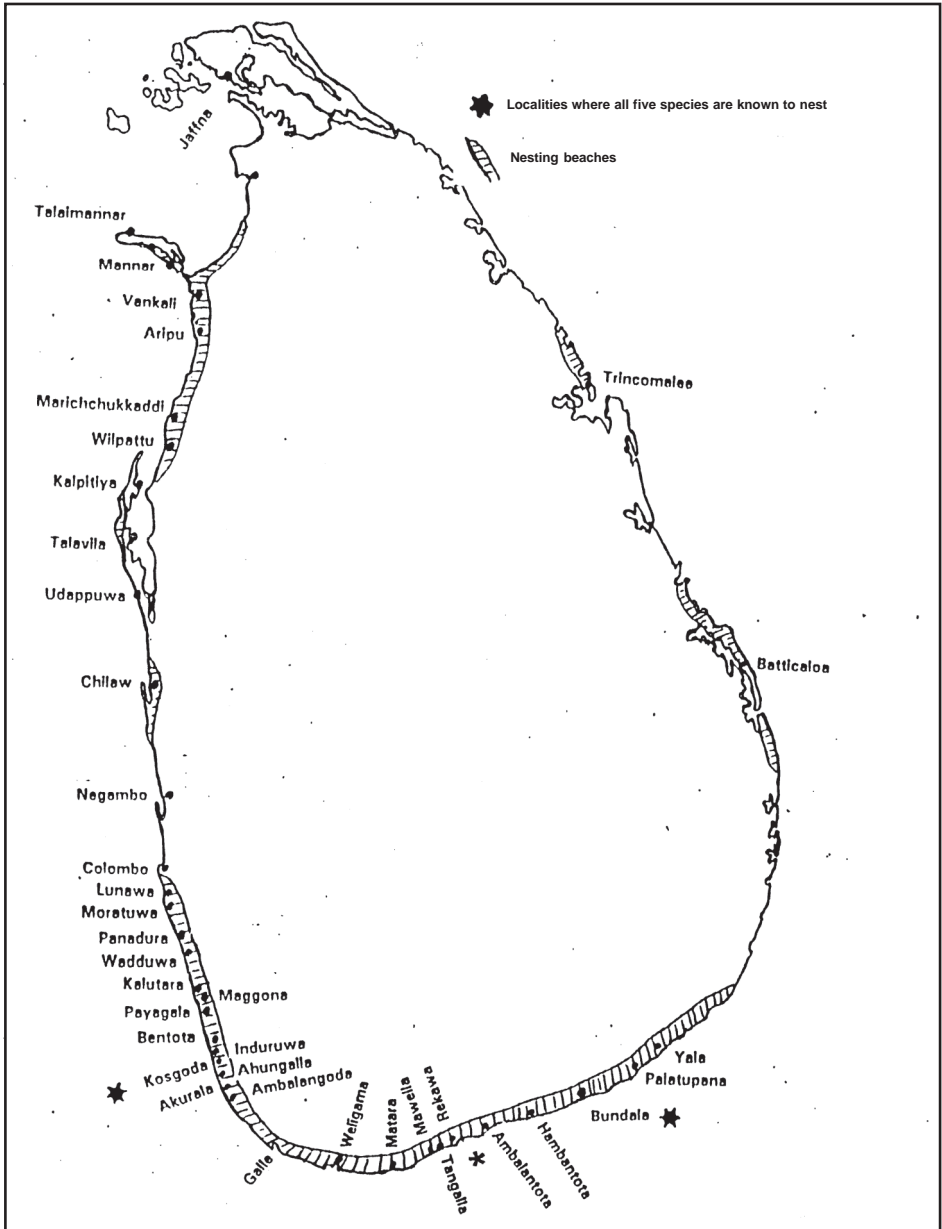 Localities where all five species are known to nest
Nesting beaches
Jaffna
Talaimannar
Mannar
Vankali
Aripu
Marichchukkaddi
Wilpattu
Kalpitiya
Talavila
Udappuwa
Chilaw
Nagambo
Colombo
Lunawa
Moratuwa
Panadura
Wadduwa
Kalutara
Maggona
Payagala
Bentota
Induruwa
Kosgoda
Ahungalla
Akurala
Ambalangoda
Galle
Weligama
Matara
Mawella
Rekawa
Tangalla
Ambalantota
Hambantota
Bundala
Palatupana
Yala
Batticaloa
Trincomalee